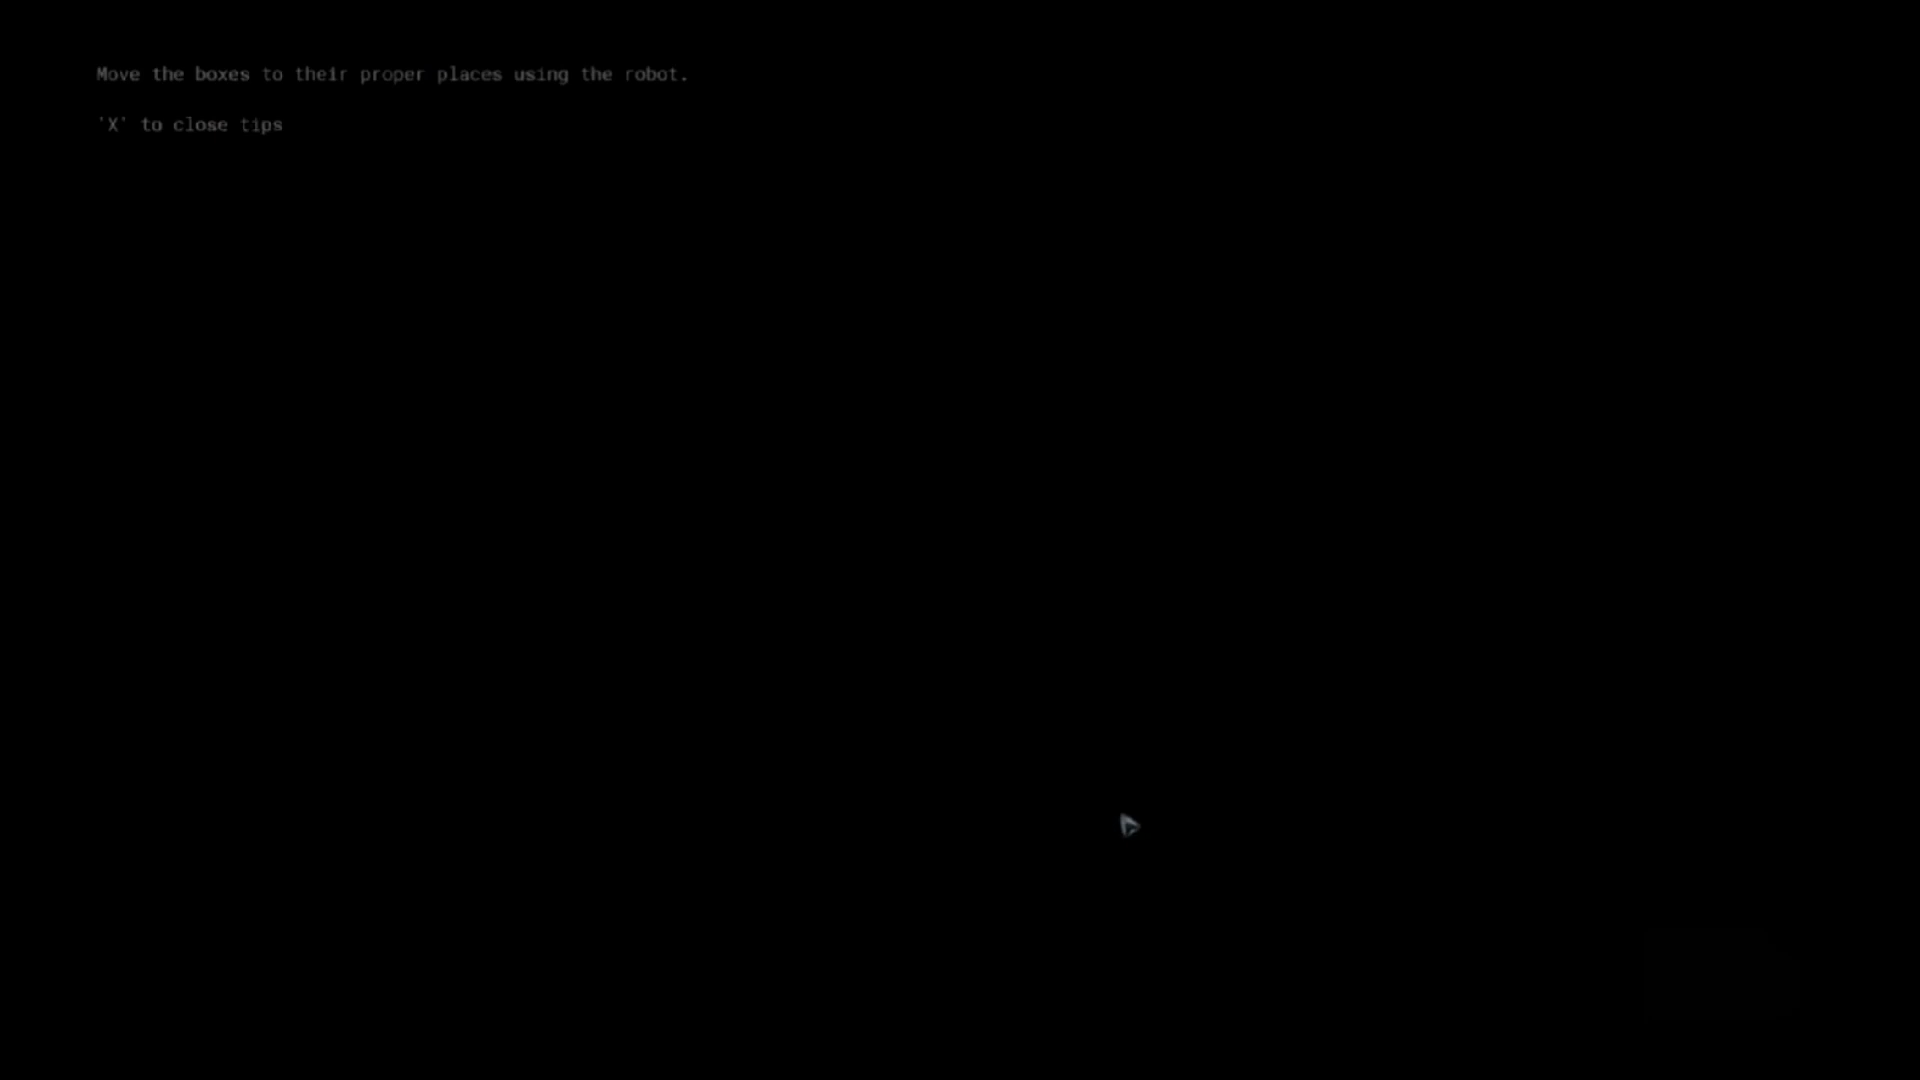 Move the boxes to their proper places using the robot.
'X' to close tips